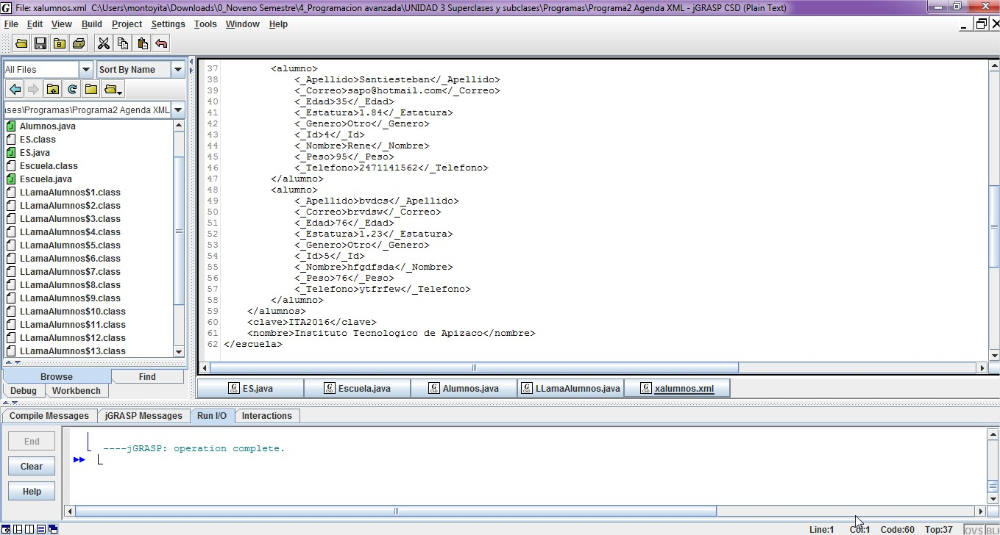 File: xalumnos.xml  C:\Users\montoyita\Downloads\0_Noveno Semestre\4_Programacion avanzada\UNIDAD 3 Superclases y subclases\Programas\Programa2 Agenda XML - jGRASP CSD (Plain Text)
File Edit View Build Project Settings Tools Window Help
All Files Sort By Name
ses\Programas\Programa2 Agenda XML
Alumnos.java
ES.class
ES.java
Escuela.class
Escuela.java
LLamaAlumnos$1.class
LLamaAlumnos$2.class
LLamaAlumnos$3.class
LLamaAlumnos$4.class
LLamaAlumnos$5.class
LLamaAlumnos$6.class
LLamaAlumnos$7.class
LLamaAlumnos$8.class
LLamaAlumnos$9.class
LLamaAlumnos$10.class
LLamaAlumnos$11.class
LLamaAlumnos$12.class
LLamaAlumnos$13.class
Browse Find
Debug Workbench
37 <alumno>
38 <_Apellido>Santiesteban</_Apellido>
39 <_Correo>sapo@hotmail.com</_Correo>
40 <_Edad>35</_Edad>
41 <_Estatura>1.84</_Estatura>
42 <_Genero>Otro</_Genero>
43 <_Id>4</_Id>
44 <_Nombre>Rene</_Nombre>
45 <_Peso>95</_Peso>
46 <_Telefono>2471141562</_Telefono>
47 </alumno>
48 <alumno>
49 <_Apellido>bvdcs</_Apellido>
50 <_Correo>brvdsw</_Correo>
51 <_Edad>76</_Edad>
52 <_Estatura>1.23</_Estatura>
53 <_Genero>Otro</_Genero>
54 <_Id>5</_Id>
55 <_Nombre>hfgdfsda</_Nombre>
56 <_Peso>76</_Peso>
57 <_Telefono>ytfrfew</_Telefono>
58 </alumno>
59 </alumnos>
60 <clave>ITA2016</clave>
61 <nombre>Instituto Tecnologico de Apizaco</nombre>
62 </escuela>
ES.java Escuela.java Alumnos.java LLamaAlumnos.java xalumnos.xml
Compile Messages jGRASP Messages Run I/O Interactions
End
Clear
Help
----jGRASP: operation complete.
Line:1 Col:1 Code:60 Top:37 OVS BLK